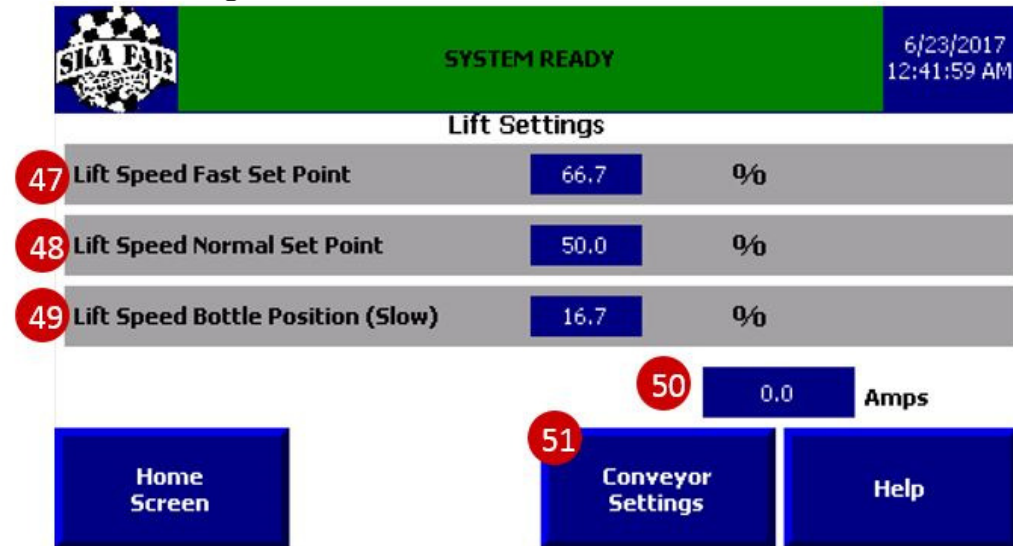 SKA FAB
SYSTEM READY
6/23/2017
12:41:59 AM
Lift Settings
47 Lift Speed Fast Set Point 66.7 %
48 Lift Speed Normal Set Point 50.0 %
49 Lift Speed Bottle Position (Slow) 16.7 %
50 0.0 Amps
51
Home
Screen
Conveyor
Settings
Help